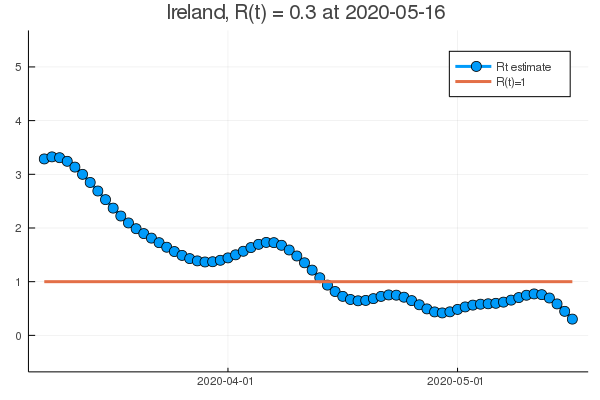 Ireland, R(t) = 0.3 at 2020-05-16
Rt estimate
R(t)=1
5
4
3
2
1
0
2020-04-01
2020-05-01